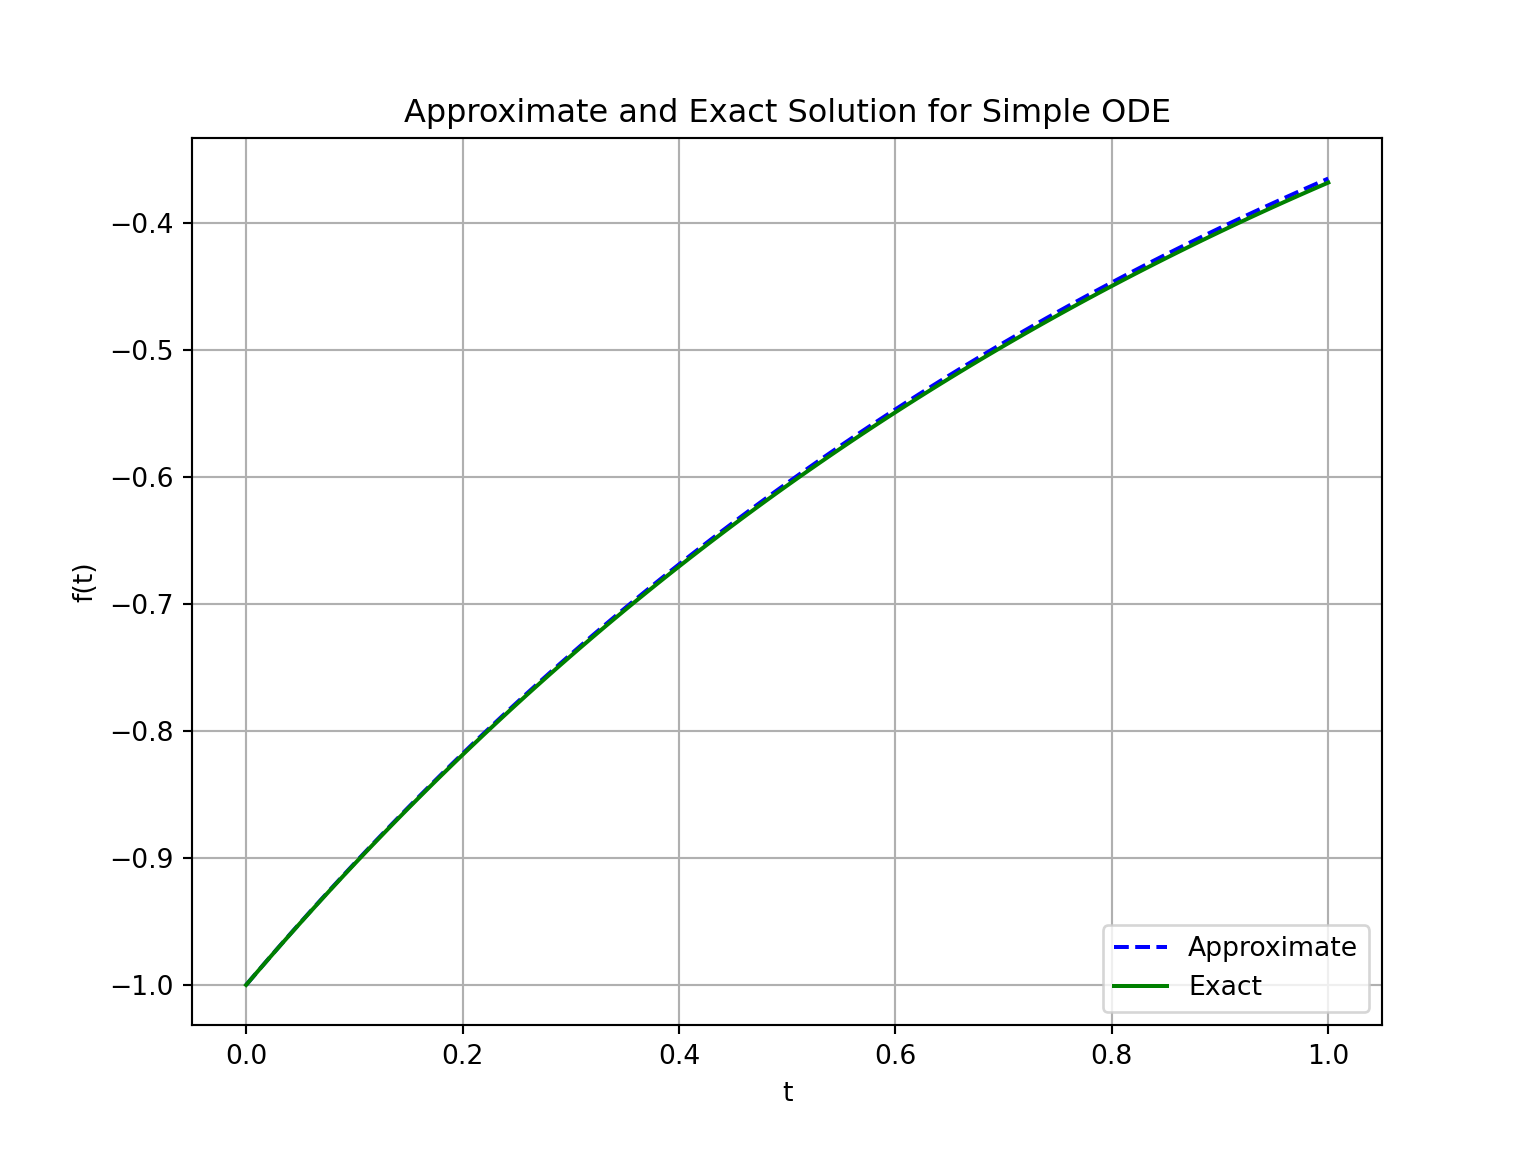 Approximate and Exact Solution for Simple ODE
f(t)
−0.4
−0.5
−0.6
−0.7
−0.8
−0.9
−1.0
Approximate
Exact
0.0 0.2 0.4 0.6 0.8 1.0
t